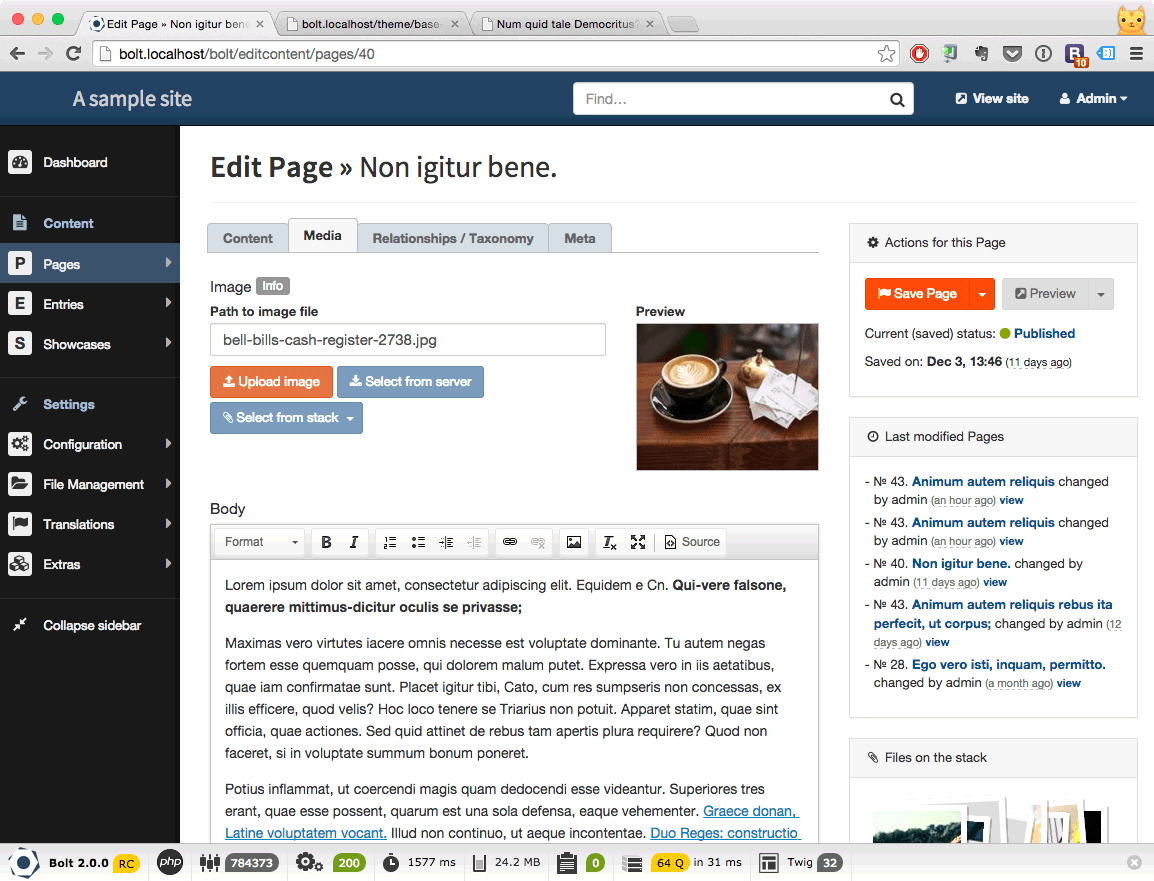 Edit Page » Non igitur bene
bolt.localhost/theme/base-
Num quid tale Democritus?
bolt.localhost/bolt/editcontent/pages/40
10
A sample site
Find...
View site
Admin
Dashboard
Content
P Pages
E Entries
S Showcases
Settings
Configuration
File Management
Translations
Extras
Collapse sidebar
Edit Page » Non igitur bene.
Content
Media
Relationships / Taxonomy
Meta
Image Info
Path to image file
bell-bills-cash-register-2738.jpg
Upload image
Select from server
Select from stack
Preview
Body
Format
B I
Source
Lorem ipsum dolor sit amet, consectetur adipiscing elit. Equidem e Cn. Qui-vere falsone,
quaerere mittimus-dicitur oculis se privasse;
Maximas vero virtutes iacere omnis necesse est voluptate dominante. Tu autem negas
fortem esse quemquam posse, qui dolorem malum putet. Expressa vero in iis aetatibus,
quae iam confirmatae sunt. Placet igitur tibi, Cato, cum res sumpseris non concessas, ex
illis efficere, quod velis? Hoc loco tenere se Triarius non potuit. Apparet statim, quae sint
officia, quae actiones. Sed quid attinet de rebus tam apertis plura requirere? Quod non
faceret, si in voluptate summum bonum poneret.
Potius inflammat, ut coercendi magis quam dedocendi esse videantur. Superiores tres
erant, quae esse possent, quarum est una sola defensa, eaque vehementer. Graece donan,
Latine voluptatem vocant. Illud non continuo, ut aeque incontentae. Duo Reges: constructio
Actions for this Page
Save Page
Preview
Current (saved) status: Published
Saved on: Dec 3, 13:46 (11 days ago)
Last modified Pages
- № 43. Animum autem reliquis changed
by admin (an hour ago) view
- № 43. Animum autem reliquis changed
by admin (an hour ago) view
- № 40. Non igitur bene. changed by
admin (11 days ago) view
- № 43. Animum autem reliquis rebus ita
perfecit, ut corpus; changed by admin (12
days ago) view
- № 28. Ego vero isti, inquam, permitto.
changed by admin (a month ago) view
Files on the stack
Bolt 2.0.0 RC
php
784373
200
1577 ms
24.2 MB
0
64 Q in 31 ms
Twig 32